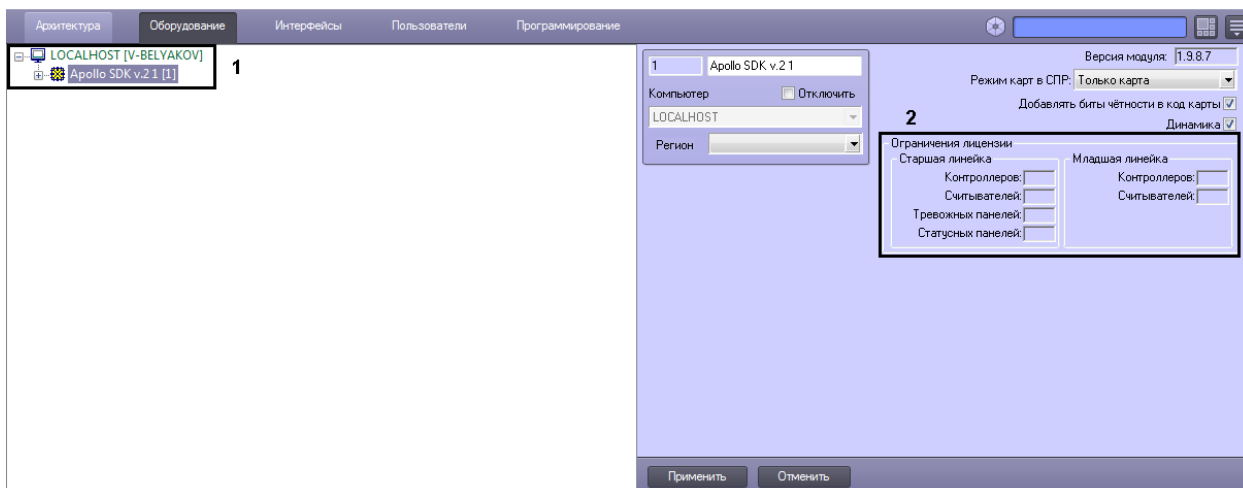 Архитектура
Оборудование
Интерфейсы
Пользователи
Программирование
LOCALHOST [V-BELYAKOV]
Apollo SDK v.2 1 [1]
1
1
Apollo SDK v.2 1
Компьютер
Отключить
LOCALHOST
Регион
Версия модуля: 1.9.8.7
Режим карт в СПР: Только карта
Добавлять биты чётности в код карты
Динамика
2
Ограничения лицензии
Старшая линейка
Контроллеров:
Считывателей:
Тревожных панелей:
Статусных панелей:
Младшая линейка
Контроллеров:
Считывателей:
Применить
Отменить